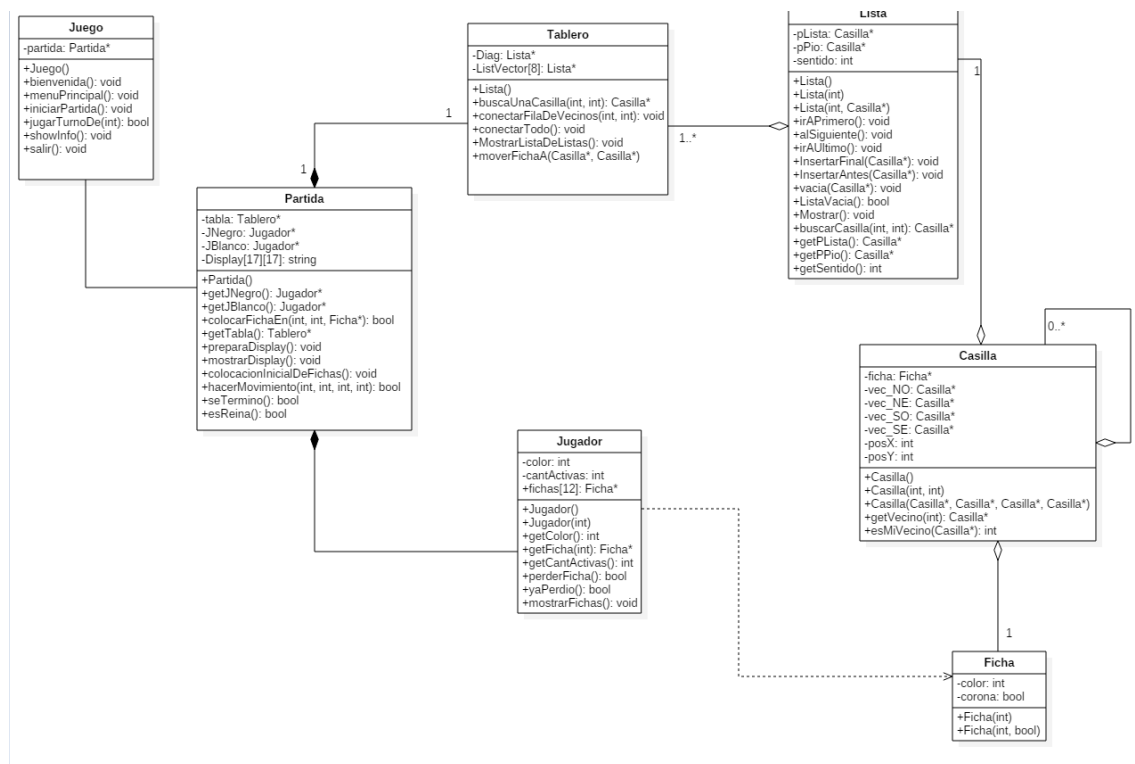 Juego
-partida: Partida*
+Juego()
+bienvenida(): void
+menuPrincipal(): void
+iniciarPartida(): void
+jugarTurnoDe(int): bool
+showInfo(): void
+salir(): void
Tablero
-Diag: Lista*
-ListVector[8]: Lista*
+Lista()
+buscaUnaCasilla(int, int): Casilla*
+conectarFilaDeVecinos(int, int): void
+conectarTodo(): void
+MostrarListaDeListas(): void
+moverFichaA(Casilla*, Casilla*)
Lista
-pLista: Casilla*
-pPio: Casilla*
-sentido: int
+Lista()
+Lista(int)
+Lista(int, Casilla*)
+irAPrimero(): void
+alSiguiente(): void
+irAUltimo(): void
+InsertarFinal(Casilla*): void
+InsertarAntes(Casilla*): void
+vacia(Casilla*): void
+ListaVacia(): bool
+Mostrar(): void
+buscarCasilla(int, int): Casilla*
+getPLista(): Casilla*
+getPPio(): Casilla*
+getSentido(): int
1
1
1..*
1
Partida
-tabla: Tablero*
-JNegro: Jugador*
-JBlanco: Jugador*
-Display[17][17]: string
+Partida()
+getJNegro(): Jugador*
+getJBlanco(): Jugador*
+colocarFichaEn(int, int, Ficha*): bool
+getTabla(): Tablero*
+preparaDisplay(): void
+mostrarDisplay(): void
+colocacionInicialDeFichas(): void
+hacerMovimiento(int, int, int, int): bool
+seTermino(): bool
+esReina(): bool
0..*
Casilla
-ficha: Ficha*
-vec_NO: Casilla*
-vec_NE: Casilla*
-vec_SO: Casilla*
-vec_SE: Casilla*
-posX: int
-posY: int
+Casilla()
+Casilla(int, int)
+Casilla(Casilla*, Casilla*, Casilla*, Casilla*)
+getVecino(int): Casilla*
+esMiVecino(Casilla*): int
Jugador
-color: int
-cantActivas: int
+fichas[12]: Ficha*
+Jugador()
+Jugador(int)
+getColor(): int
+getFicha(int): Ficha*
+getCantActivas(): int
+perderFicha(): bool
+yaPerdio(): bool
+mostrarFichas(): void
1
Ficha
-color: int
-corona: bool
+Ficha(int)
+Ficha(int, bool)